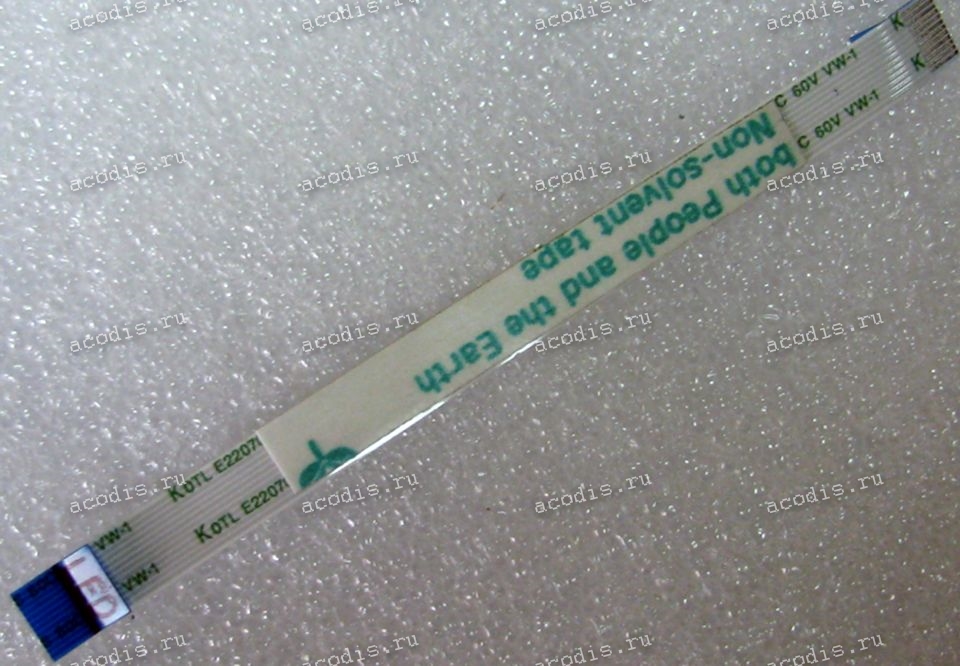 Non-solvent tape
both People and the Earth
KOTL E2207
KOTL E2207
VW-1
VW-1
LED
C 60V VW-1
C 60V VW-1
K
K
acodis.ru